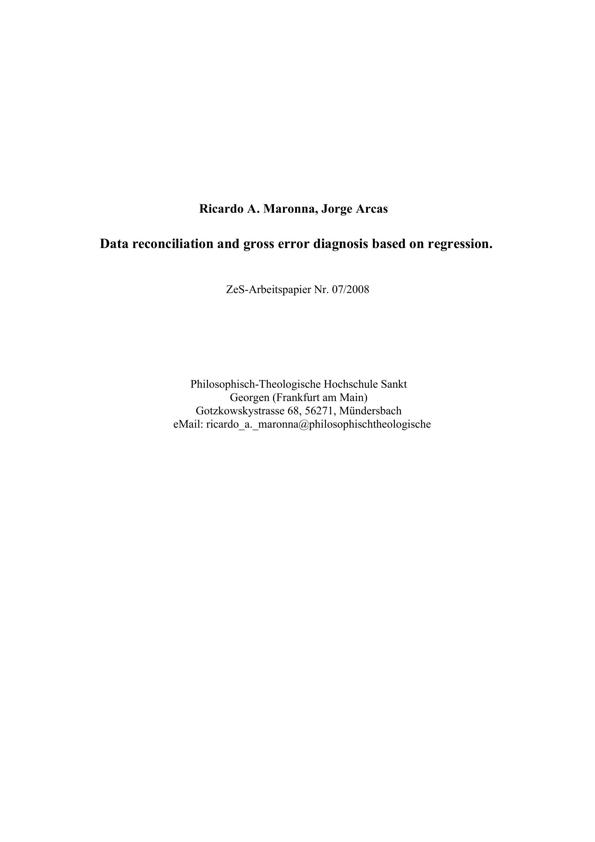 Ricardo A. Maronna, Jorge Arcas
Data reconciliation and gross error diagnosis based on regression.
ZeS-Arbeitspapier Nr. 07/2008
Philosophisch-Theologische Hochschule Sankt
Georgen (Frankfurt am Main)
Gotzkowskystrasse 68, 56271, Mündersbach
eMail: ricardo_a._maronna@philosophischtheologische